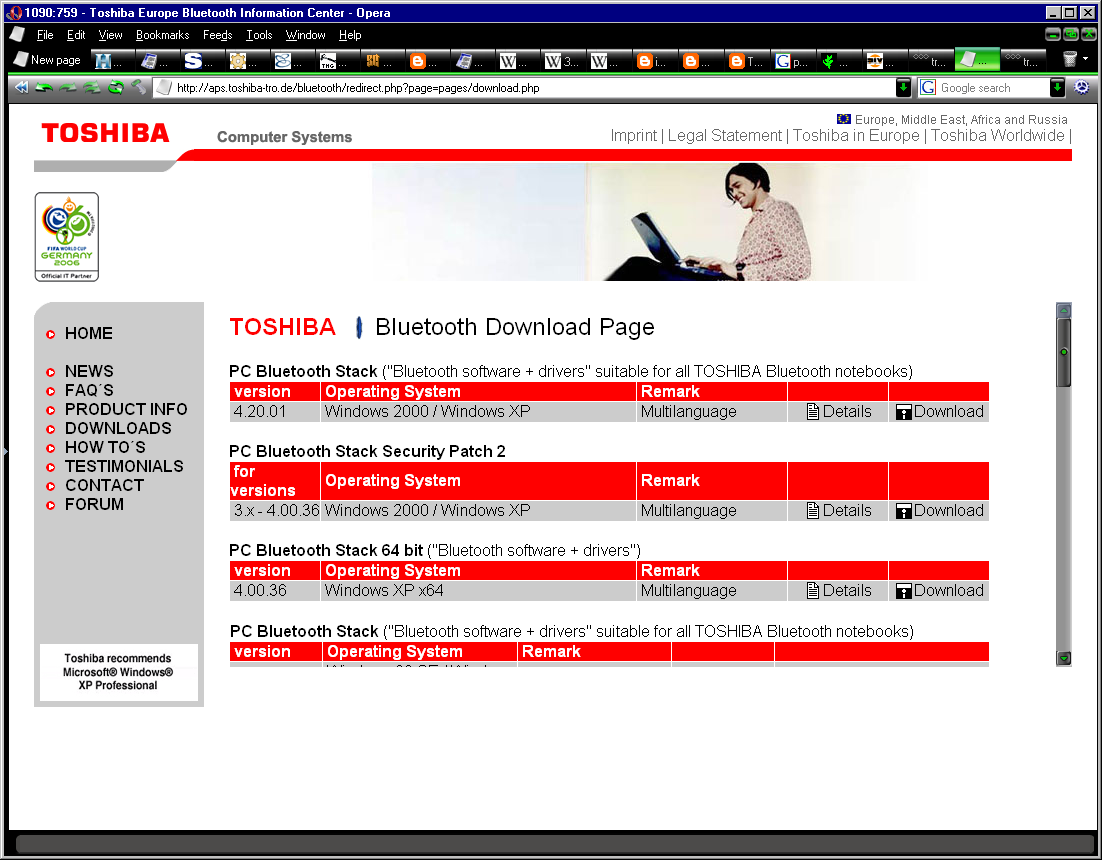 1090:759 - Toshiba Europe Bluetooth Information Center - Opera
File Edit View Bookmarks Feeds Tools Window Help
New page H ... ... S ... ... ... THG ... ... ... ... W ... W 3... W ... i... ... T... G p... ... TV ... tr... ... tr...
http://aps.toshiba-tro.de/bluetooth/redirect.php?page=pages/download.php G Google search
TOSHIBA Computer Systems
Europe, Middle East, Africa and Russia
Imprint | Legal Statement | Toshiba in Europe | Toshiba Worldwide |
FIFA WORLD CUP
GERMANY
2006
Official IT Partner
HOME
NEWS
FAQ´S
PRODUCT INFO
DOWNLOADS
HOW TO´S
TESTIMONIALS
CONTACT
FORUM
Toshiba recommends
Microsoft® Windows®
XP Professional
TOSHIBA Bluetooth Download Page
PC Bluetooth Stack ("Bluetooth software + drivers" suitable for all TOSHIBA Bluetooth notebooks)
version Operating System Remark
4.20.01 Windows 2000 / Windows XP Multilanguage Details Download
PC Bluetooth Stack Security Patch 2
for
versions Operating System Remark
3.x - 4.00.36 Windows 2000 / Windows XP Multilanguage Details Download
PC Bluetooth Stack 64 bit ("Bluetooth software + drivers")
version Operating System Remark
4.00.36 Windows XP x64 Multilanguage Details Download
PC Bluetooth Stack ("Bluetooth software + drivers" suitable for all TOSHIBA Bluetooth notebooks)
version Operating System Remark